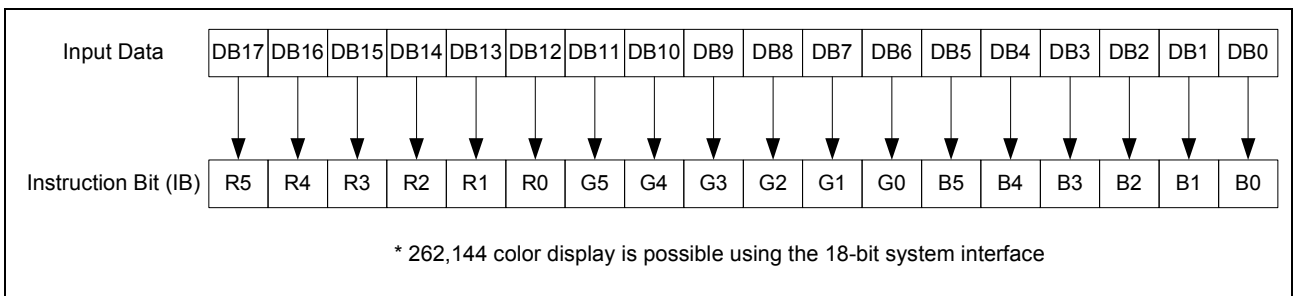 Input Data DB17 DB16 DB15 DB14 DB13 DB12 DB11 DB10 DB9 DB8 DB7 DB6 DB5 DB4 DB3 DB2 DB1 DB0
Instruction Bit (IB) R5 R4 R3 R2 R1 R0 G5 G4 G3 G2 G1 G0 B5 B4 B3 B2 B1 B0
* 262,144 color display is possible using the 18-bit system interface